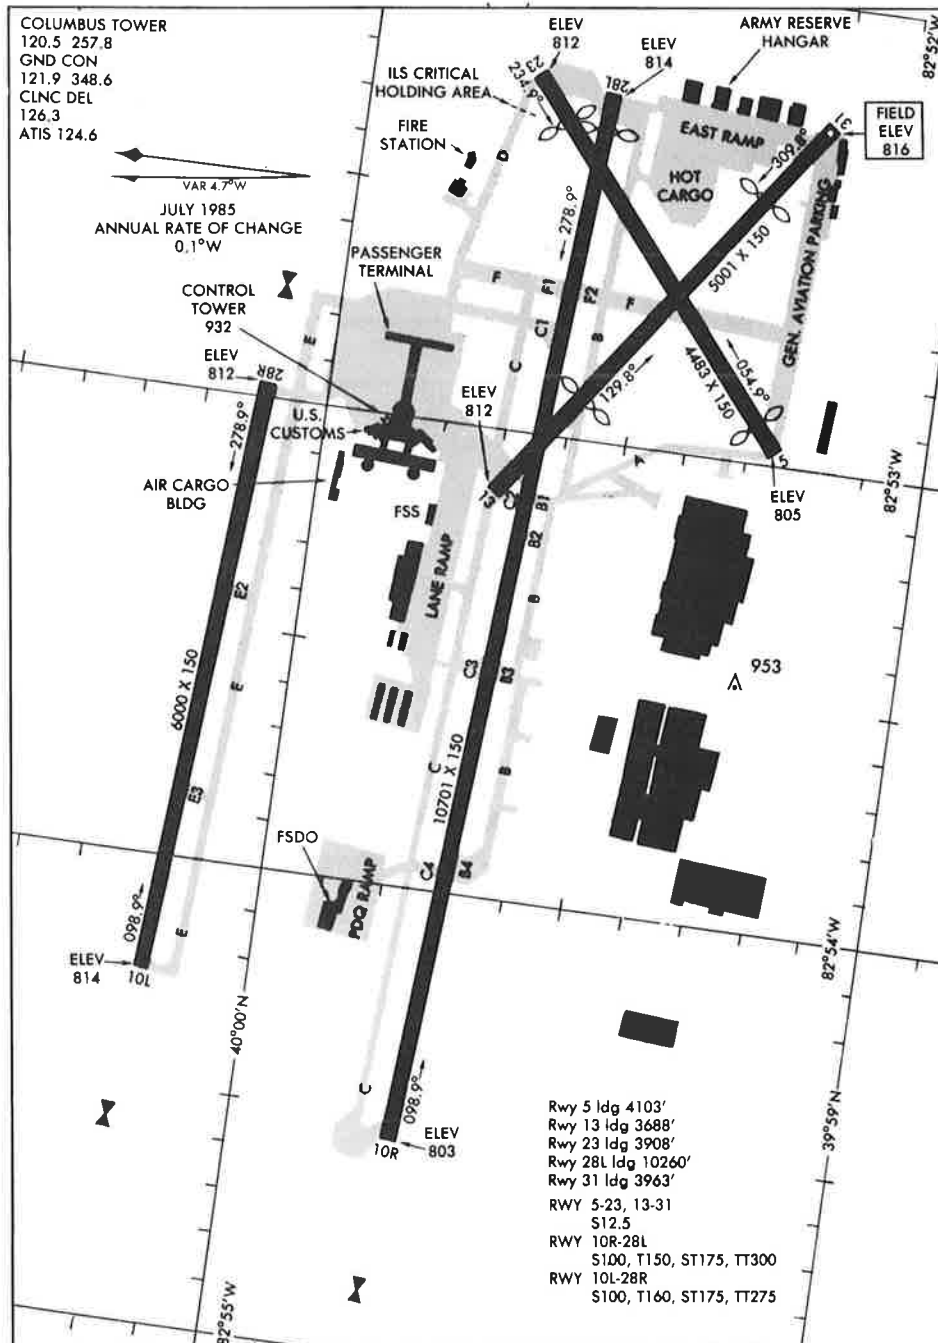 COLUMBUS TOWER
120.5 257.8
GND CON
121.9 348.6
CLNC DEL
126.3
ATIS 124.6
VAR 4.7°W
JULY 1985
ANNUAL RATE OF CHANGE
0.1°W
ELEV
812
ELEV
814
ARMY RESERVE
HANGAR
82°52'W
ILS CRITICAL
HOLDING AREA
FIRE
STATION
23
234.9°
28L
EAST RAMP
HOT
CARGO
31
309.8°
FIELD
ELEV
816
D
278.9°
5001 X 150
GEN. AVIATION PARKING
PASSENGER
TERMINAL
CONTROL
TOWER
932
F
F1
F2
F
E
C1
B
C
ELEV
812
28R
278.9°
U.S.
CUSTOMS
ELEV
812
129.8°
4483 X 150
054.9°
5
ELEV
805
82°53'W
AIR CARGO
BLDG
FSS
13
C2
B1
A
B2
LANE RAMP
E2
B
6000 X 150
E
C3
B3
953
C
10701 X 150
B
E3
FSDO
PDQ RAMP
C4
B4
098.9°
E
ELEV
814
10L
82°54'W
40°00'N
C
098.9°
10R
ELEV
803
39°59'N
Rwy 5 ldg 4103'
Rwy 13 ldg 3688'
Rwy 23 ldg 3908'
Rwy 28L ldg 10260'
Rwy 31 ldg 3963'
RWY 5-23, 13-31
S12.5
RWY 10R-28L
S100, T150, ST175, TT300
RWY 10L-28R
S100, T160, ST175, TT275
82°55'W